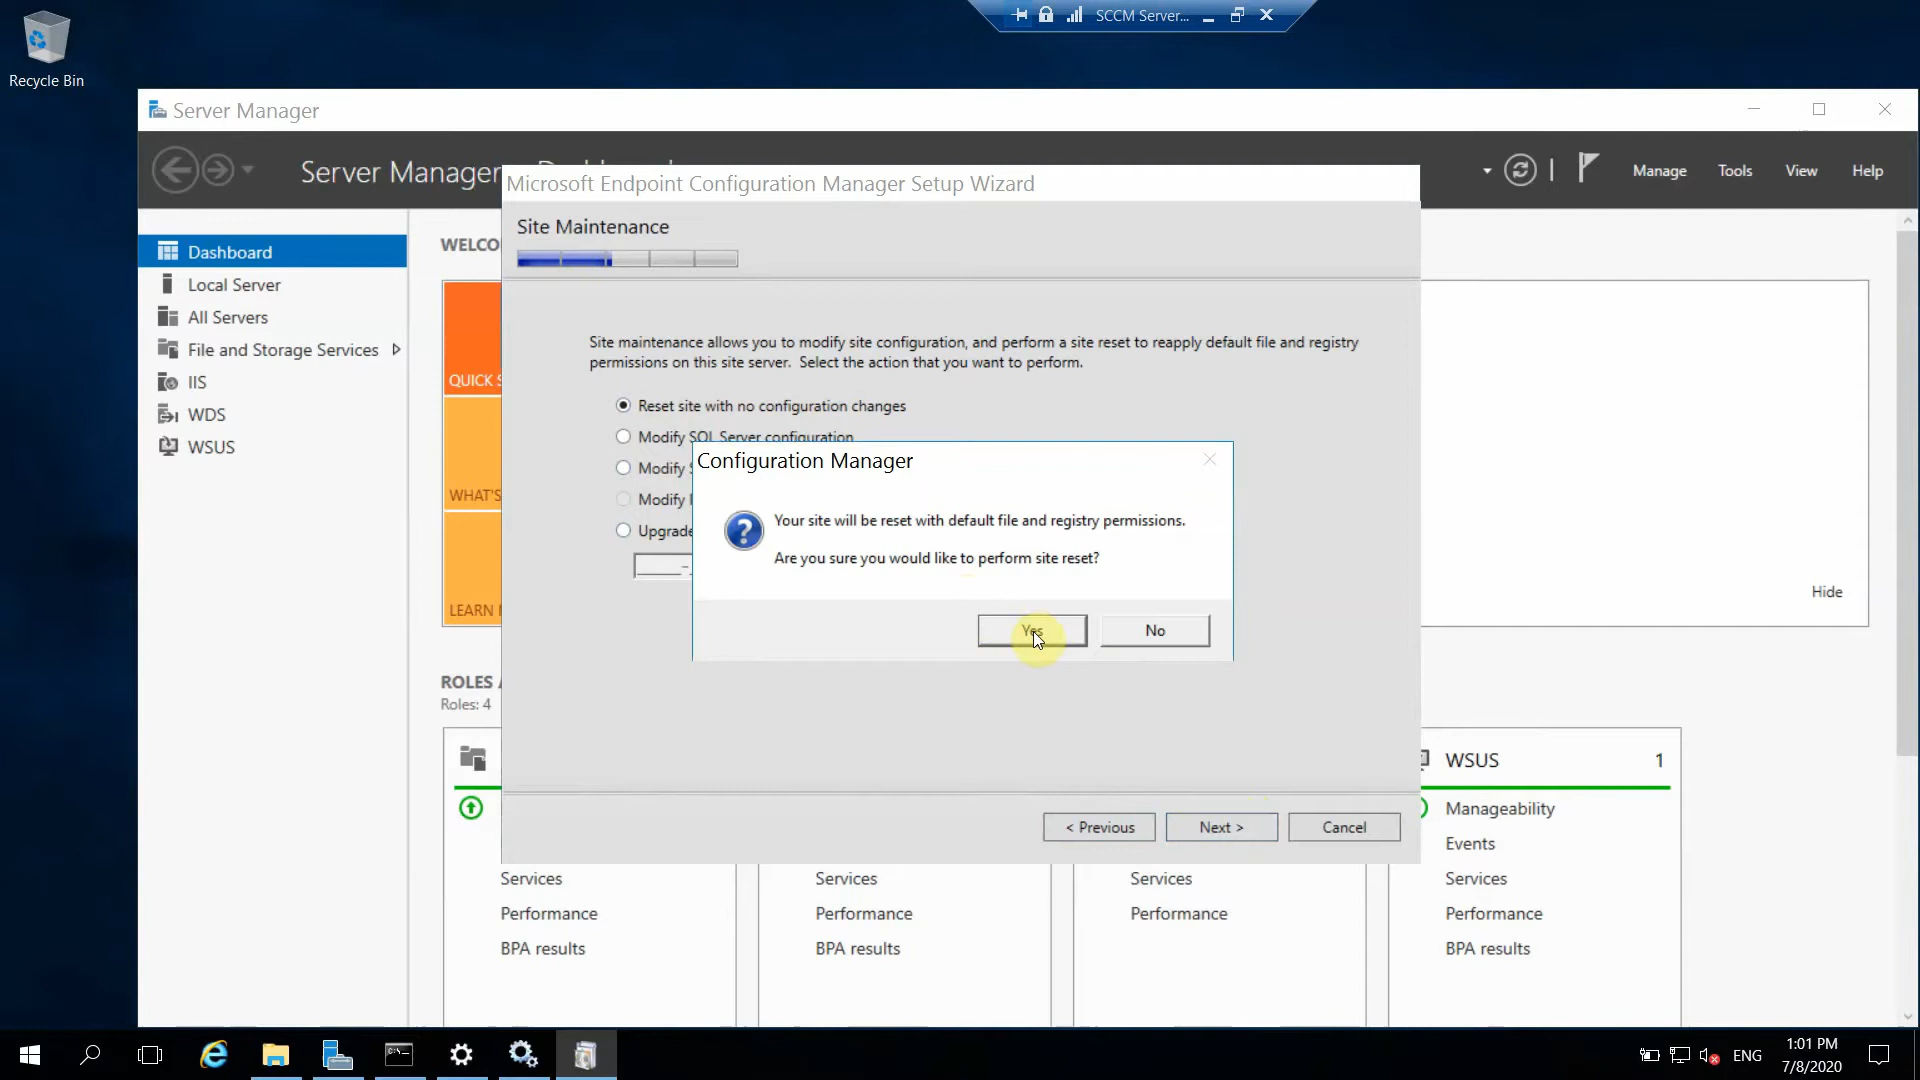 SCCM Server...
Recycle Bin
Server Manager
Server Manager
Manage
Tools
View
Help
Microsoft Endpoint Configuration Manager Setup Wizard
Site Maintenance
Dashboard
Local Server
All Servers
File and Storage Services
IIS
WDS
WSUS
WELCO
QUICK S
WHAT'S
LEARN
Hide
Site maintenance allows you to modify site configuration, and perform a site reset to reapply default file and registry
permissions on this site server. Select the action that you want to perform.
Reset site with no configuration changes
Modify SQL Server configuration
Modify
Modify
Upgrade
Configuration Manager
Your site will be reset with default file and registry permissions.
Are you sure you would like to perform site reset?
Yes
No
< Previous
Next >
Cancel
ROLES
Roles: 4
Services
Performance
BPA results
Services
Performance
BPA results
Services
Performance
WSUS 1
Manageability
Events
Services
Performance
BPA results
ENG
1:01 PM
7/8/2020